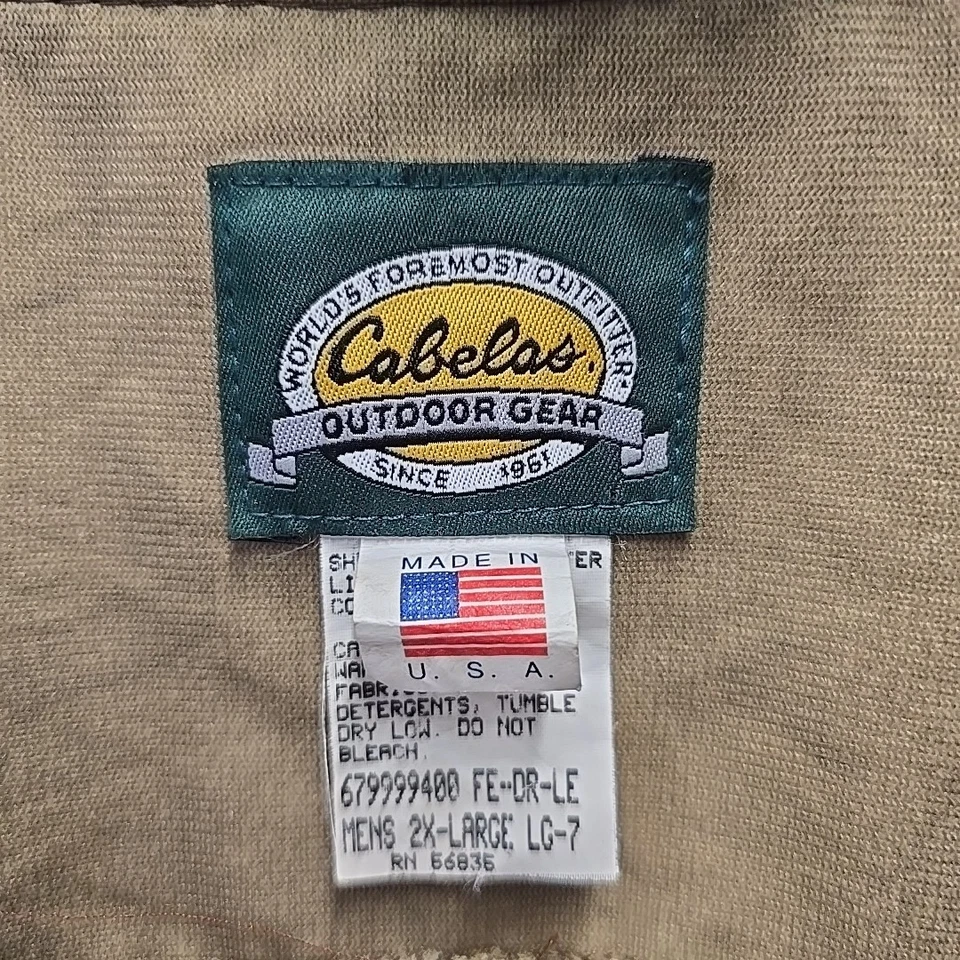 WORLD'S FOREMOST OUTFITTER
Cabelas
OUTDOOR GEAR
SINCE 1961
MADE IN
U. S. A.
DETERGENTS, TUMBLE
DRY LOW. DO NOT
BLEACH.
679999400 FE-DR-LE
MENS 2X-LARGE LG-7
RN 56835